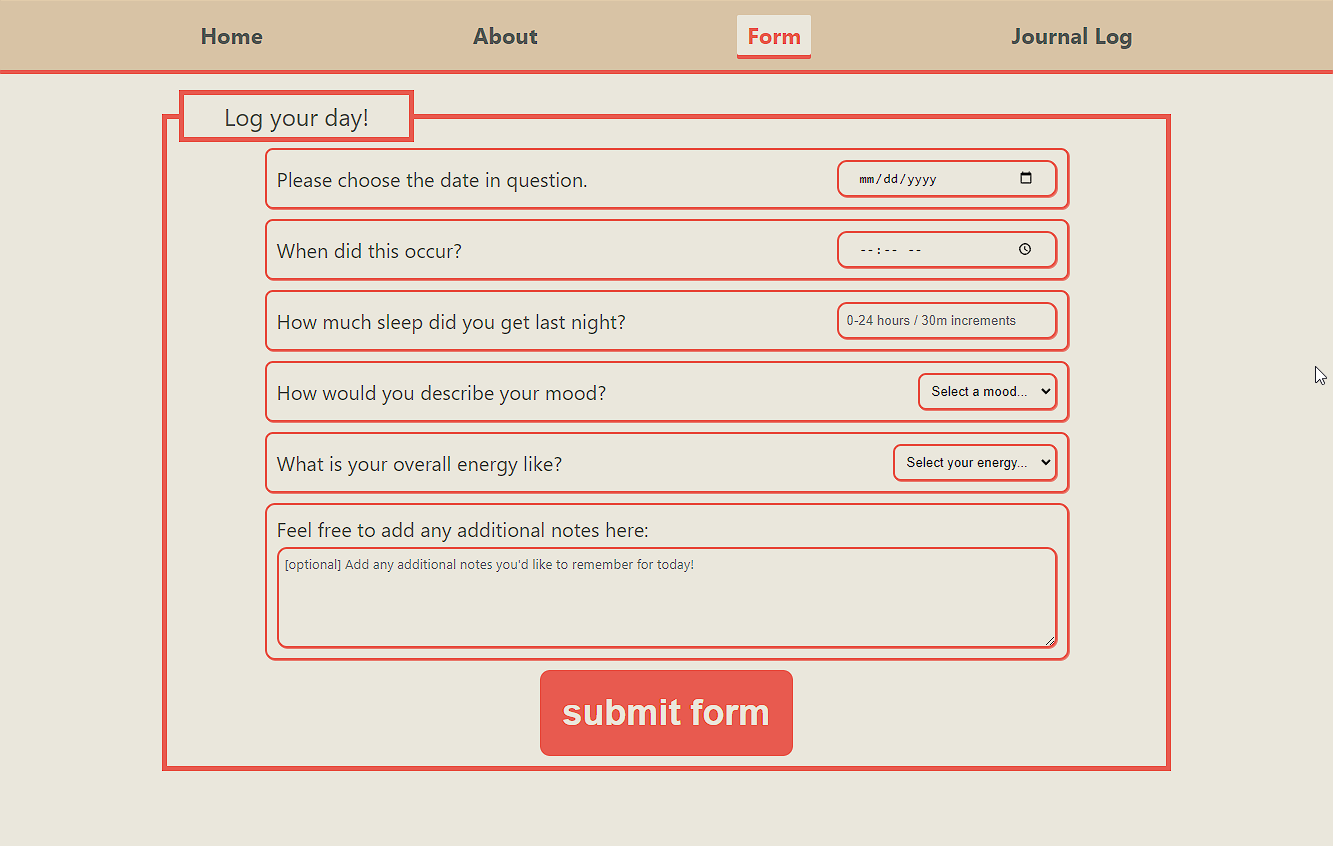 Home About Form Journal Log
Log your day!
Please choose the date in question. mm/dd/yyyy
When did this occur? --:-- --
How much sleep did you get last night? 0-24 hours / 30m increments
How would you describe your mood? Select a mood...
What is your overall energy like? Select your energy...
Feel free to add any additional notes here:
[optional] Add any additional notes you'd like to remember for today!
submit form